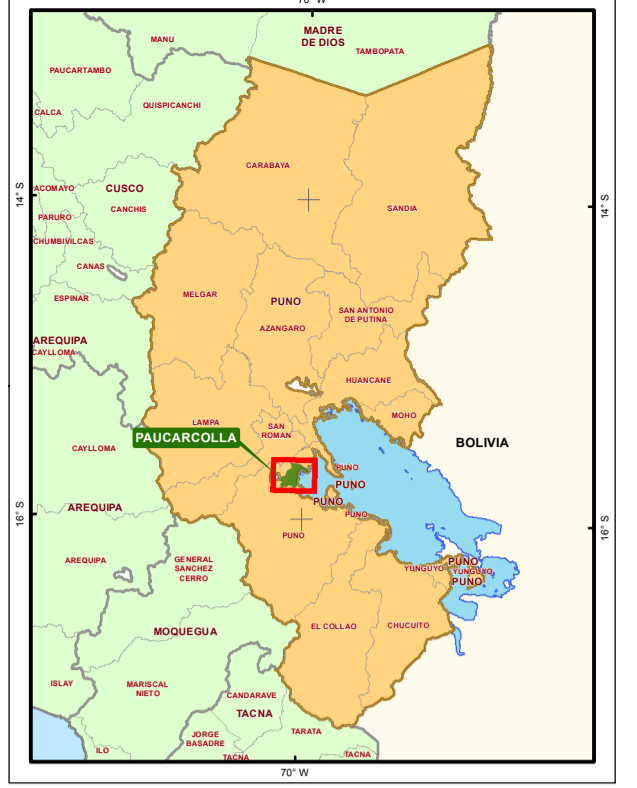 70° W
MADRE
DE DIOS
MANU
TAMBOPATA
PAUCARTAMBO
QUISPICANCHI
CALCA
CARABAYA
ACOMAYO
CUSCO
14° S
14° S
CANCHIS
SANDIA
PARURO
CHUMBIVILCAS
CANAS
ESPINAR
MELGAR
PUNO
SAN ANTONIO
DE PUTINA
AZANGARO
AREQUIPA
CAYLLOMA
HUANCANE
MOHO
LAMPA
SAN
ROMAN
PAUCARCOLLA
BOLIVIA
CAYLLOMA
PUNO
PUNO
PUNO
AREQUIPA
PUNO
16° S
16° S
PUNO
AREQUIPA
GENERAL
SANCHEZ
CERRO
PUNO
YUNGUYO
YUNGUYO
PUNO
MOQUEGUA
EL COLLAO
CHUCUITO
ISLAY
MARISCAL
NIETO
CANDARAVE
TACNA
TARATA
JORGE
BASADRE
ILO
TACNA
TACNA
70° W